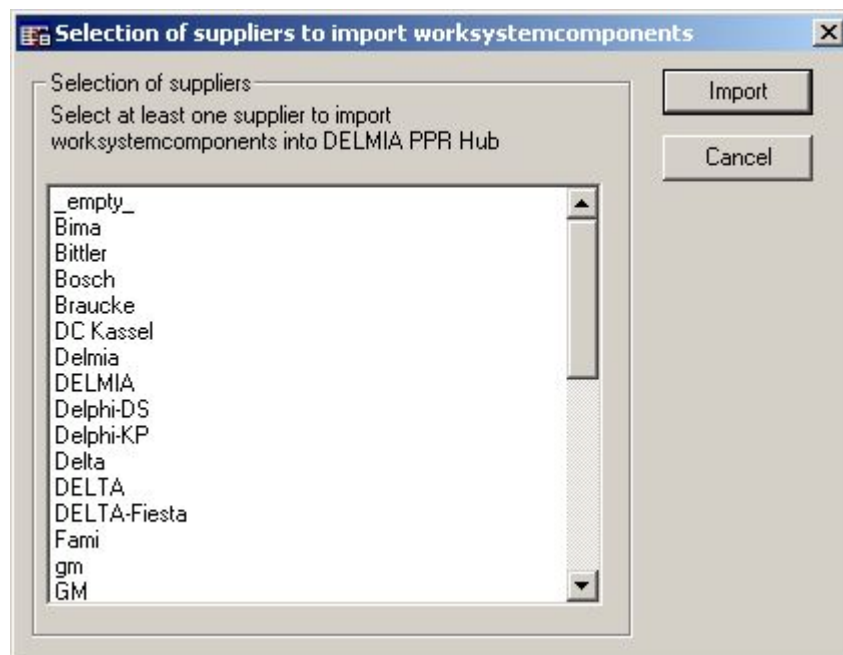 Selection of suppliers to import worksystemcomponents
Selection of suppliers
Select at least one supplier to import
worksystemcomponents into DELMIA PPR Hub
Import
Cancel
_empty_
Bima
Bittler
Bosch
Braucke
DC Kassel
Delmia
DELMIA
Delphi-DS
Delphi-KP
Delta
DELTA
DELTA-Fiesta
Fami
gm
GM